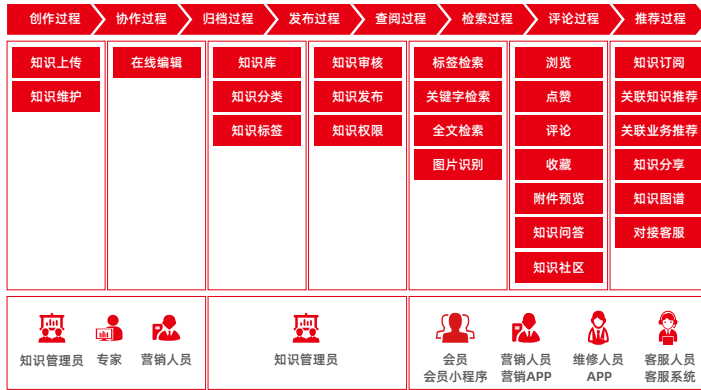 创作过程
协作过程
归档过程
发布过程
查阅过程
检索过程
评论过程
推荐过程
知识上传
知识维护
在线编辑
知识库
知识分类
知识标签
知识审核
知识发布
知识权限
标签检索
关键字检索
全文检索
图片识别
浏览
点赞
评论
收藏
附件预览
知识问答
知识社区
知识订阅
关联知识推荐
关联业务推荐
知识分享
知识图谱
对接客服
知识管理员
专家
营销人员
知识管理员
会员
会员小程序
营销人员
营销APP
维修人员
APP
客服人员
客服系统